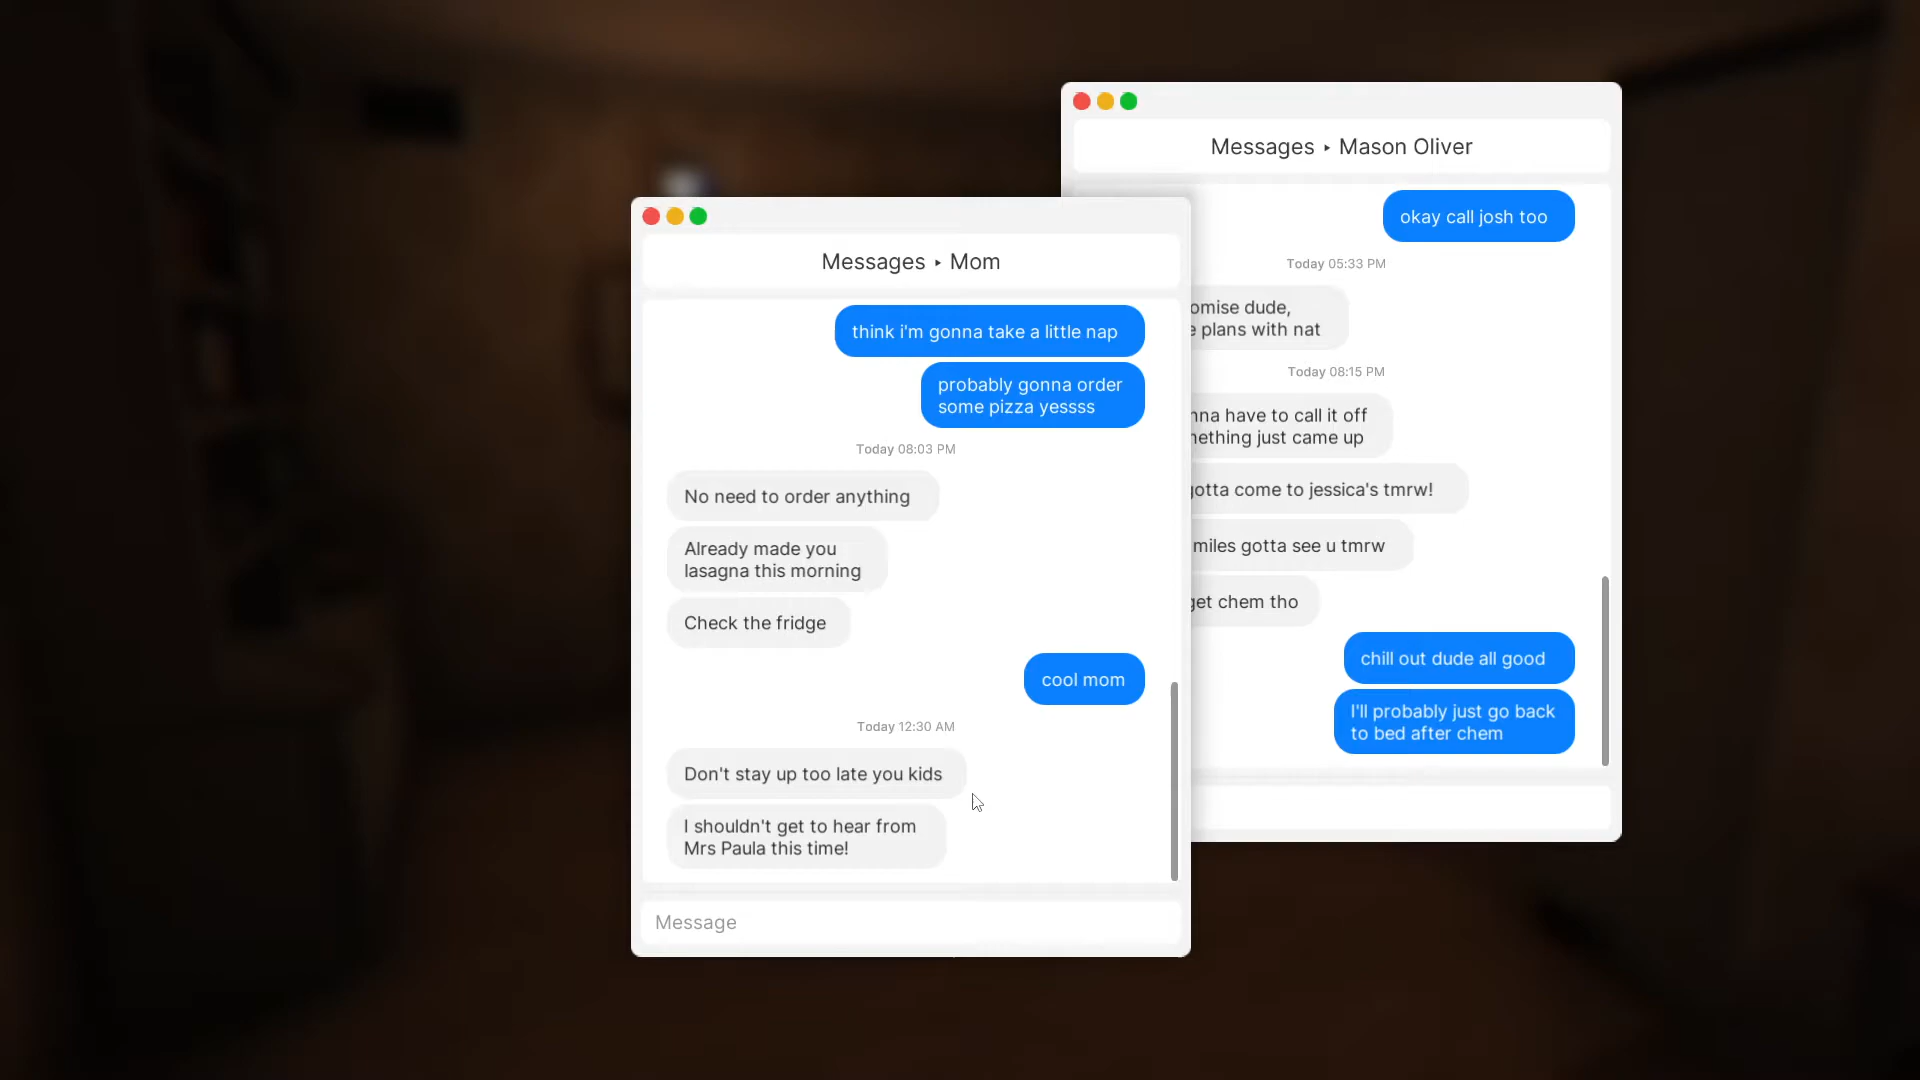 Messages ‣ Mom
think i'm gonna take a little nap
probably gonna order
some pizza yessss
Today 08:03 PM
No need to order anything
Already made you
lasagna this morning
Check the fridge
cool mom
Today 12:30 AM
Don't stay up too late you kids
I shouldn't get to hear from
Mrs Paula this time!
Message
Messages ‣ Mason Oliver
okay call josh too
Today 05:33 PM
dude,
plans with nat
Today 08:15 PM
have to call it off
just came up
come to jessica's tmrw!
miles gotta see u tmrw
chem tho
chill out dude all good
I'll probably just go back
to bed after chem